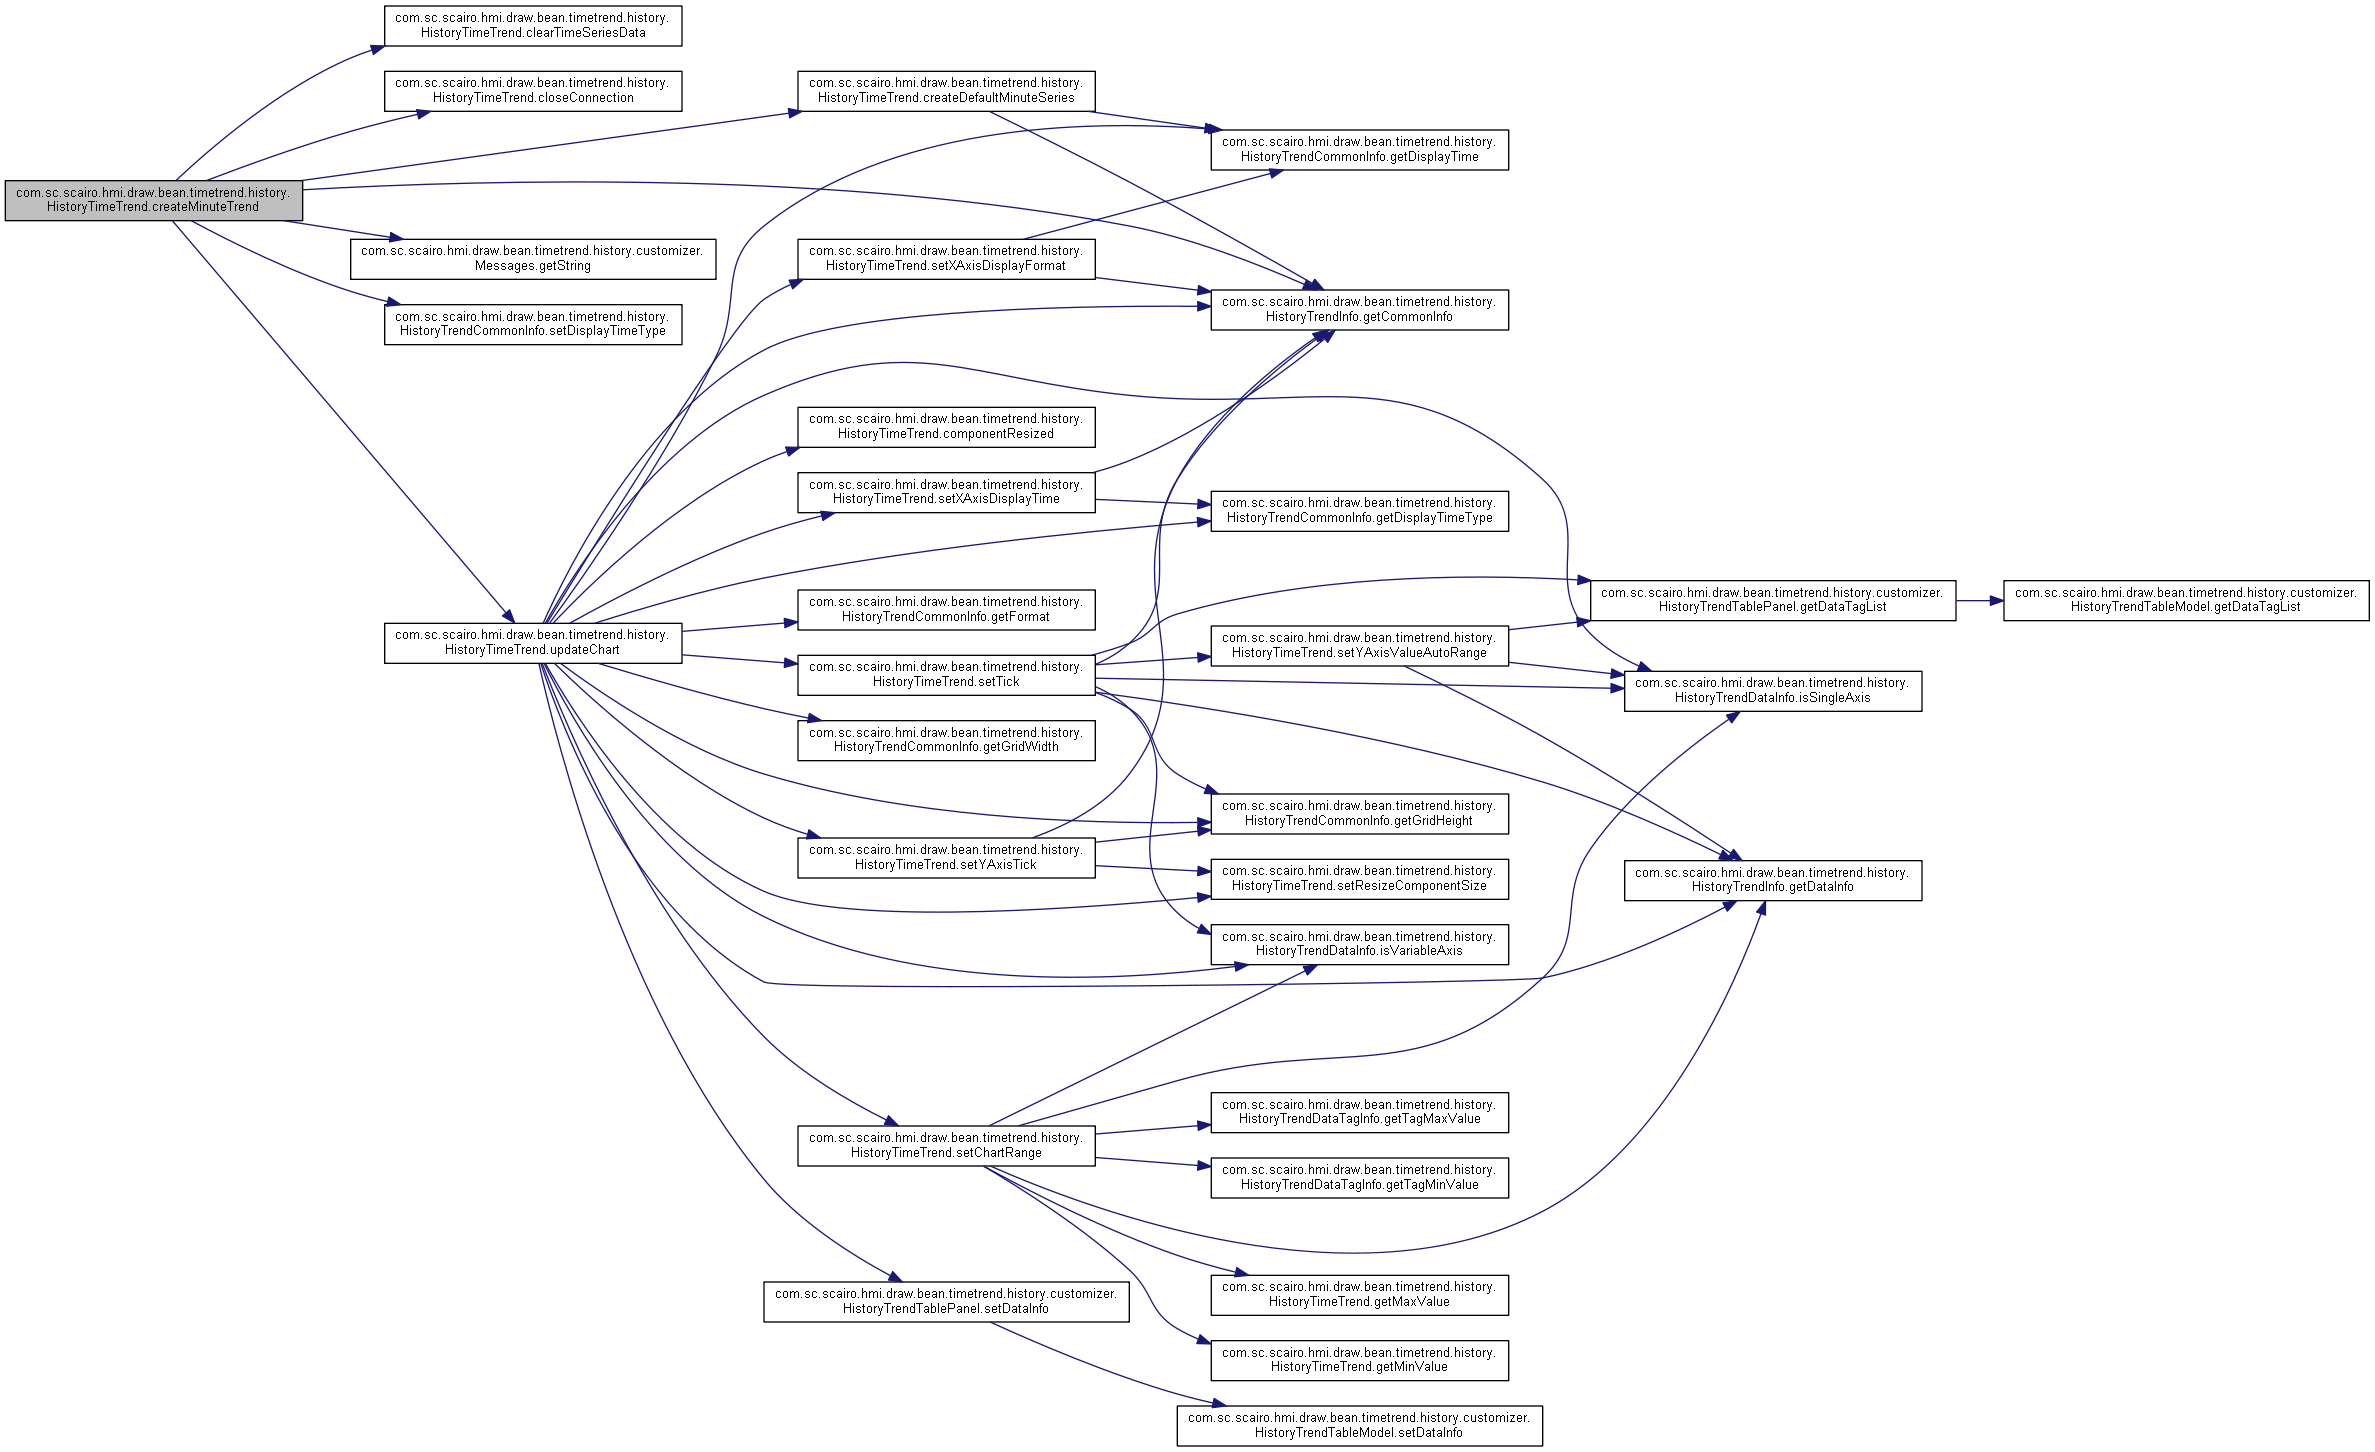 com.sc.scairo.hmi.draw.bean.timetrend.history.
HistoryTimeTrend.createMinuteTrend
com.sc.scairo.hmi.draw.bean.timetrend.history.
HistoryTimeTrend.clearTimeSeriesData
com.sc.scairo.hmi.draw.bean.timetrend.history.
HistoryTimeTrend.closeConnection
com.sc.scairo.hmi.draw.bean.timetrend.history.customizer.
Messages.getString
com.sc.scairo.hmi.draw.bean.timetrend.history.
HistoryTrendCommonInfo.setDisplayTimeType
com.sc.scairo.hmi.draw.bean.timetrend.history.
HistoryTimeTrend.updateChart
com.sc.scairo.hmi.draw.bean.timetrend.history.
HistoryTimeTrend.createDefaultMinuteSeries
com.sc.scairo.hmi.draw.bean.timetrend.history.
HistoryTimeTrend.setXAxisDisplayFormat
com.sc.scairo.hmi.draw.bean.timetrend.history.
HistoryTimeTrend.componentResized
com.sc.scairo.hmi.draw.bean.timetrend.history.
HistoryTimeTrend.setXAxisDisplayTime
com.sc.scairo.hmi.draw.bean.timetrend.history.
HistoryTrendCommonInfo.getFormat
com.sc.scairo.hmi.draw.bean.timetrend.history.
HistoryTimeTrend.setTick
com.sc.scairo.hmi.draw.bean.timetrend.history.
HistoryTrendCommonInfo.getGridWidth
com.sc.scairo.hmi.draw.bean.timetrend.history.
HistoryTimeTrend.setYAxisTick
com.sc.scairo.hmi.draw.bean.timetrend.history.
HistoryTimeTrend.setChartRange
com.sc.scairo.hmi.draw.bean.timetrend.history.customizer.
HistoryTrendTablePanel.setDataInfo
com.sc.scairo.hmi.draw.bean.timetrend.history.
HistoryTrendCommonInfo.getDisplayTime
com.sc.scairo.hmi.draw.bean.timetrend.history.
HistoryTrendInfo.getCommonInfo
com.sc.scairo.hmi.draw.bean.timetrend.history.
HistoryTrendCommonInfo.getDisplayTimeType
com.sc.scairo.hmi.draw.bean.timetrend.history.
HistoryTimeTrend.setYAxisValueAutoRange
com.sc.scairo.hmi.draw.bean.timetrend.history.
HistoryTrendCommonInfo.getGridHeight
com.sc.scairo.hmi.draw.bean.timetrend.history.
HistoryTimeTrend.setResizeComponentSize
com.sc.scairo.hmi.draw.bean.timetrend.history.
HistoryTrendDataInfo.isVariableAxis
com.sc.scairo.hmi.draw.bean.timetrend.history.
HistoryTrendDataTagInfo.getTagMaxValue
com.sc.scairo.hmi.draw.bean.timetrend.history.
HistoryTrendDataTagInfo.getTagMinValue
com.sc.scairo.hmi.draw.bean.timetrend.history.
HistoryTimeTrend.getMaxValue
com.sc.scairo.hmi.draw.bean.timetrend.history.
HistoryTimeTrend.getMinValue
com.sc.scairo.hmi.draw.bean.timetrend.history.customizer.
HistoryTrendTableModel.setDataInfo
com.sc.scairo.hmi.draw.bean.timetrend.history.customizer.
HistoryTrendTablePanel.getDataTagList
com.sc.scairo.hmi.draw.bean.timetrend.history.
HistoryTrendDataInfo.isSingleAxis
com.sc.scairo.hmi.draw.bean.timetrend.history.
HistoryTrendInfo.getDataInfo
com.sc.scairo.hmi.draw.bean.timetrend.history.customizer.
HistoryTrendTableModel.getDataTagList